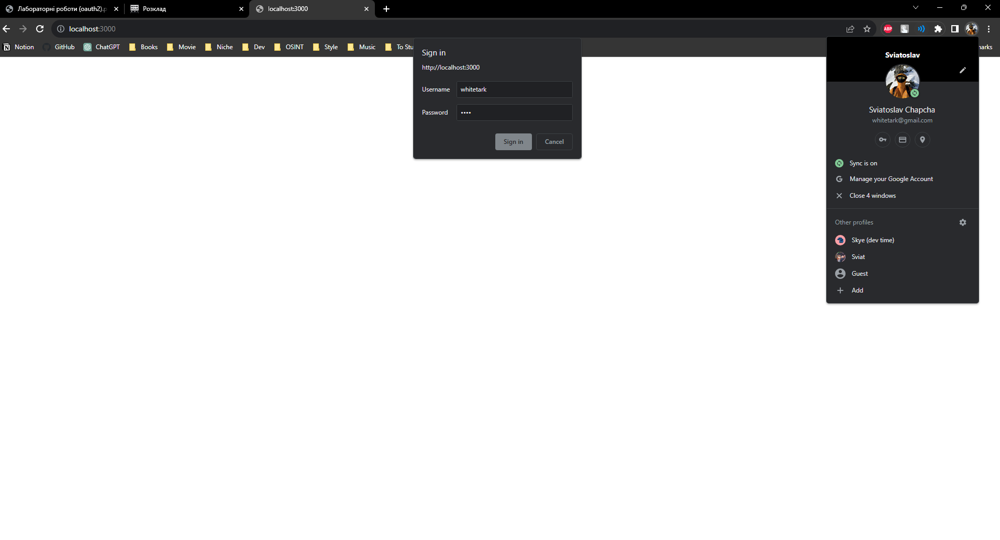 Лабораторні роботи (oauth2).p
Розклад
localhost:3000
localhost:3000
ABP
Notion
GitHub
ChatGPT
Books
Movie
Niche
Dev
OSINT
Style
Music
To Stu
marks
Sign in
http://localhost:3000
Username
whitetark
Password
••••
Sign in
Cancel
Sviatoslav
Sviatoslav Chapcha
whitetark@gmail.com
Sync is on
Manage your Google Account
Close 4 windows
Other profiles
Skye (dev time)
Sviat
Guest
Add